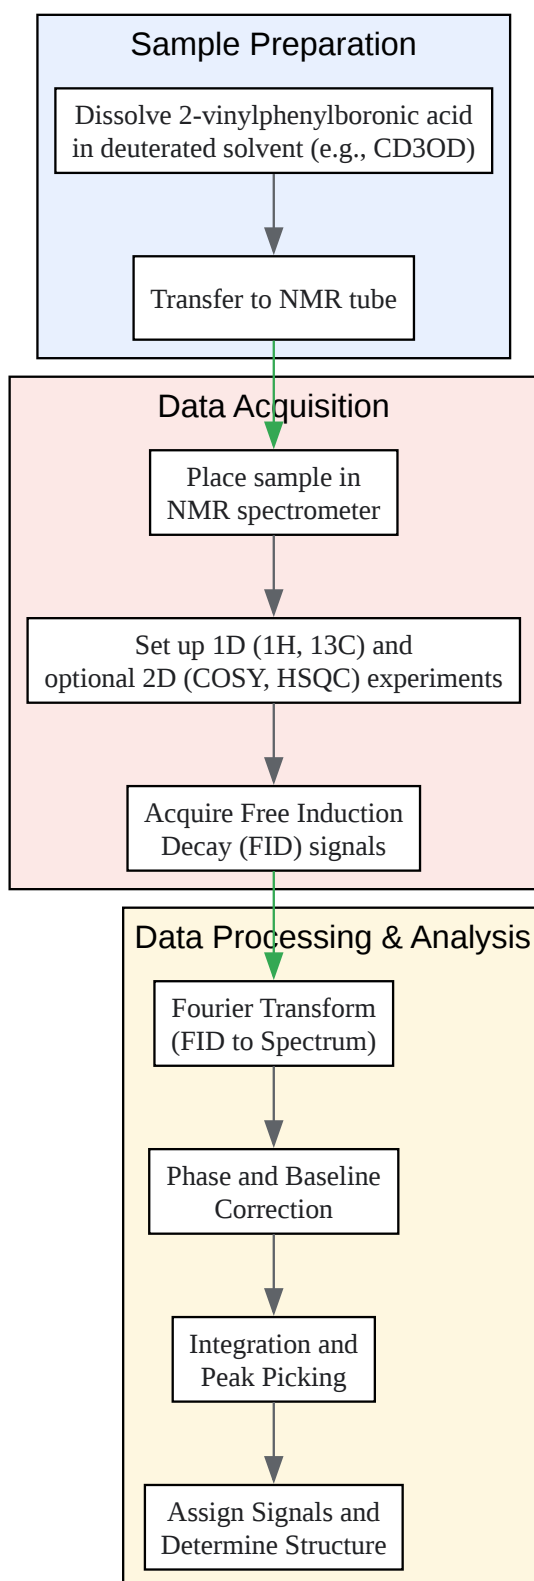 Sample Preparation
Dissolve 2-vinylphenylboronic acid
in deuterated solvent (e.g., CD3OD)
Transfer to NMR tube
Data Acquisition
Place sample in
NMR spectrometer
Set up 1D (1H, 13C) and
optional 2D (COSY, HSQC) experiments
Acquire Free Induction
Decay (FID) signals
Data Processing & Analysis
Fourier Transform
(FID to Spectrum)
Phase and Baseline
Correction
Integration and
Peak Picking
Assign Signals and
Determine Structure